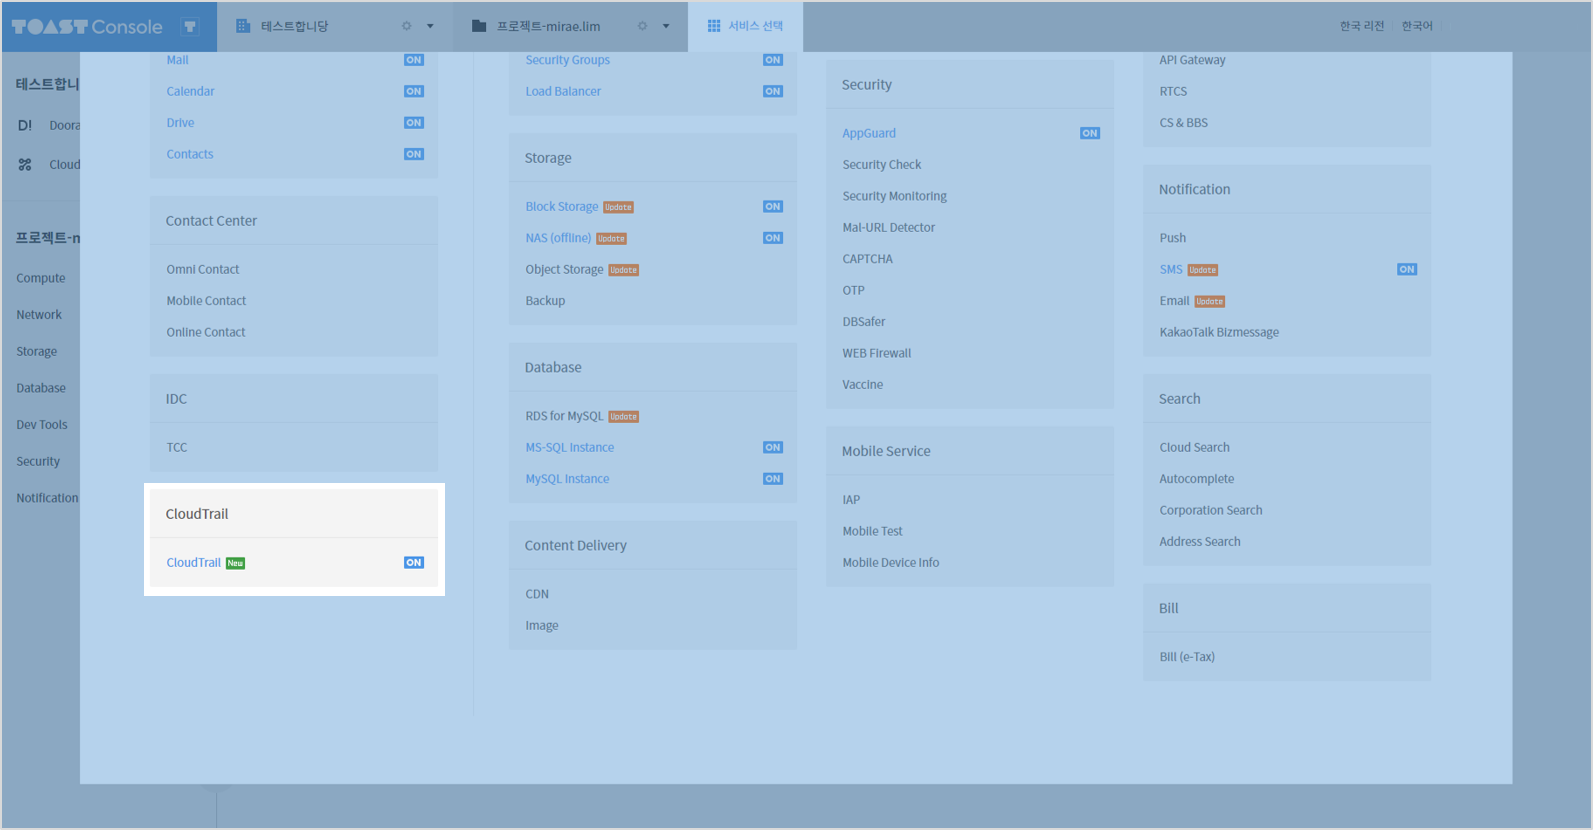 TOAST Console
테스트합니당
프로젝트-mirae.lim
서비스 선택
한국 리전
한국어
테스트합니
D! Doora
Cloud
프로젝트-m
Compute
Network
Storage
Database
Dev Tools
Security
Notification
Mail ON
Calendar ON
Drive ON
Contacts ON
Contact Center
Omni Contact
Mobile Contact
Online Contact
IDC
TCC
CloudTrail
CloudTrail New ON
Security Groups ON
Load Balancer ON
Storage
Block Storage Update ON
NAS (offline) Update ON
Object Storage Update
Backup
Database
RDS for MySQL Update
MS-SQL Instance ON
MySQL Instance ON
Content Delivery
CDN
Image
Security
AppGuard ON
Security Check
Security Monitoring
Mal-URL Detector
CAPTCHA
OTP
DBSafer
WEB Firewall
Vaccine
Mobile Service
IAP
Mobile Test
Mobile Device Info
API Gateway
RTCS
CS & BBS
Notification
Push
SMS Update ON
Email Update
KakaoTalk Bizmessage
Search
Cloud Search
Autocomplete
Corporation Search
Address Search
Bill
Bill (e-Tax)